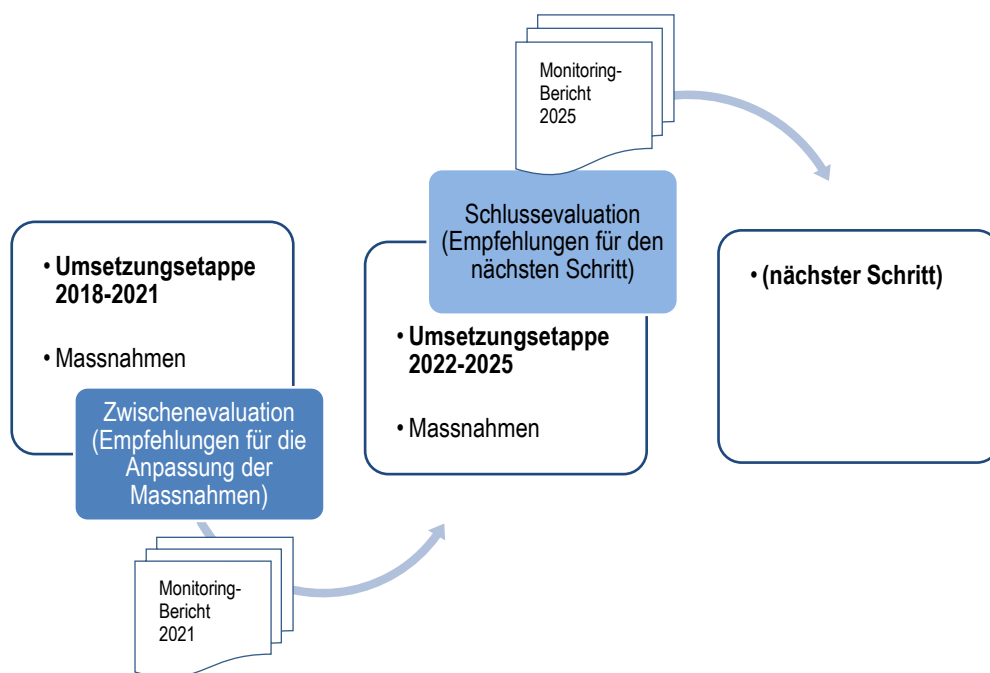 • Umsetzungsetappe
2018-2021
• Massnahmen
Zwischenevaluation
(Empfehlungen für die
Anpassung der
Massnahmen)
Monitoring-
Bericht
2021
Monitoring-
Bericht
2025
Schlussevaluation
(Empfehlungen für den
nächsten Schritt)
• Umsetzungsetappe
2022-2025
• Massnahmen
• (nächster Schritt)